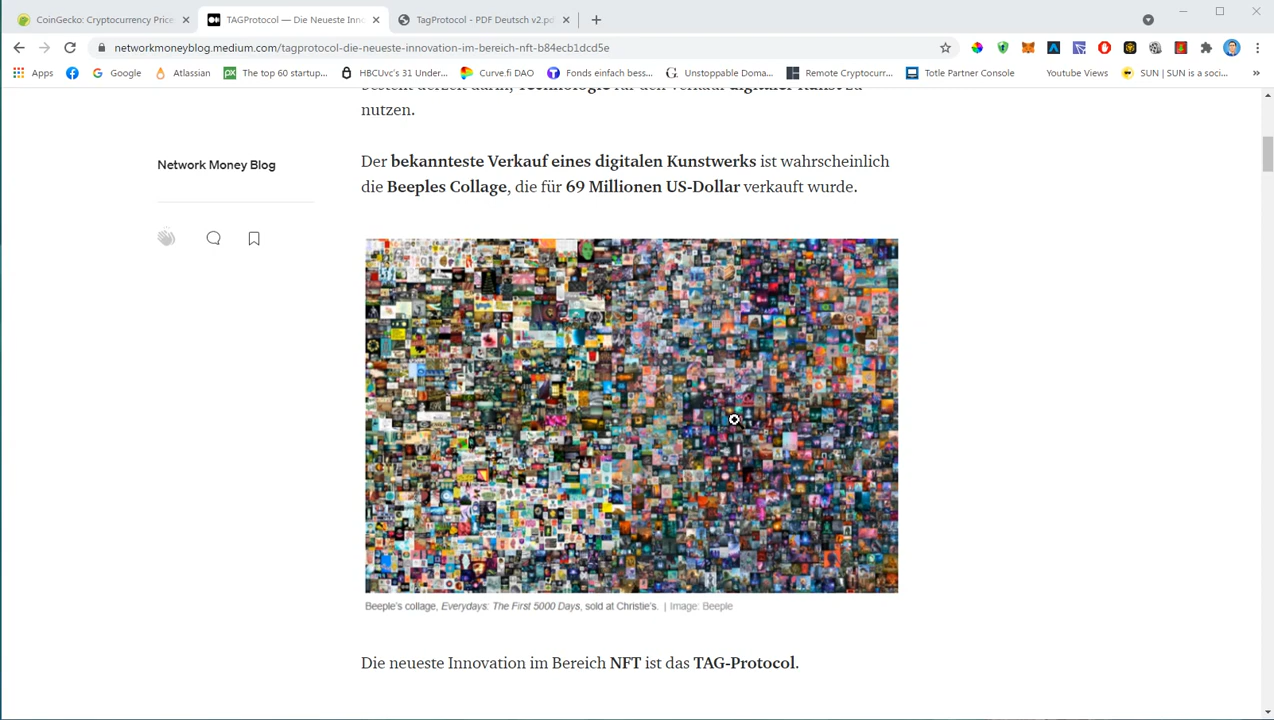 CoinGecko: Cryptocurrency Price
TAGProtocol — Die Neueste Inno
TagProtocol - PDF Deutsch v2.pd
networkmoneyblog.medium.com/tagprotocol-die-neueste-innovation-im-bereich-nft-b84ecb1dcd5e
Apps Google Atlassian The top 60 startup... HBCUvc's 31 Under... Curve.fi DAO Fonds einfach bess... Unstoppable Doma... Remote Cryptocurr... Totle Partner Console Youtube Views SUN | SUN is a soci... »
besteht derzeit darin, Technologie für den Verkauf digitaler Kunst zu
nutzen.
Network Money Blog
Der bekannteste Verkauf eines digitalen Kunstwerks ist wahrscheinlich
die Beeples Collage, die für 69 Millionen US-Dollar verkauft wurde.
Beeple's collage, Everydays: The First 5000 Days, sold at Christie's. | Image: Beeple
Die neueste Innovation im Bereich NFT ist das TAG-Protocol.